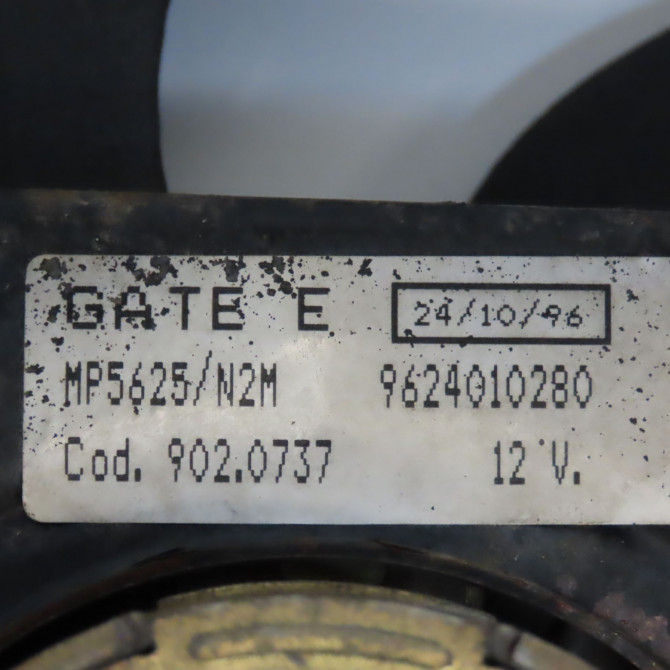 GATE E 24/10/96
MP5625/N2M 9624010280
Cod. 902.0737 12 V.